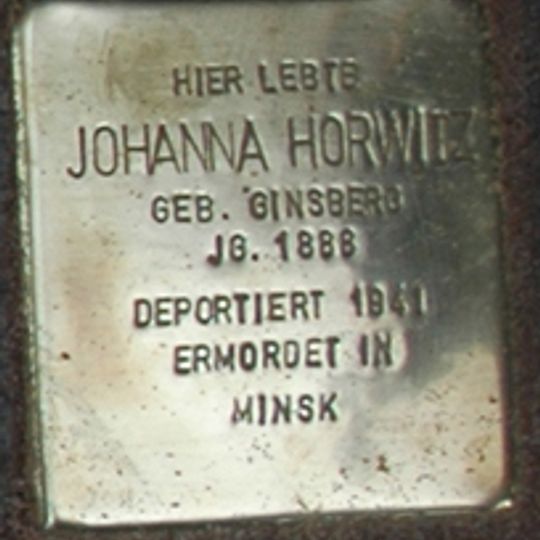 HIER LEBTE
JOHANNA HORWITZ
GEB. GINSBERG
JG. 1888
DEPORTIERT 1941
ERMORDET IN
MINSK